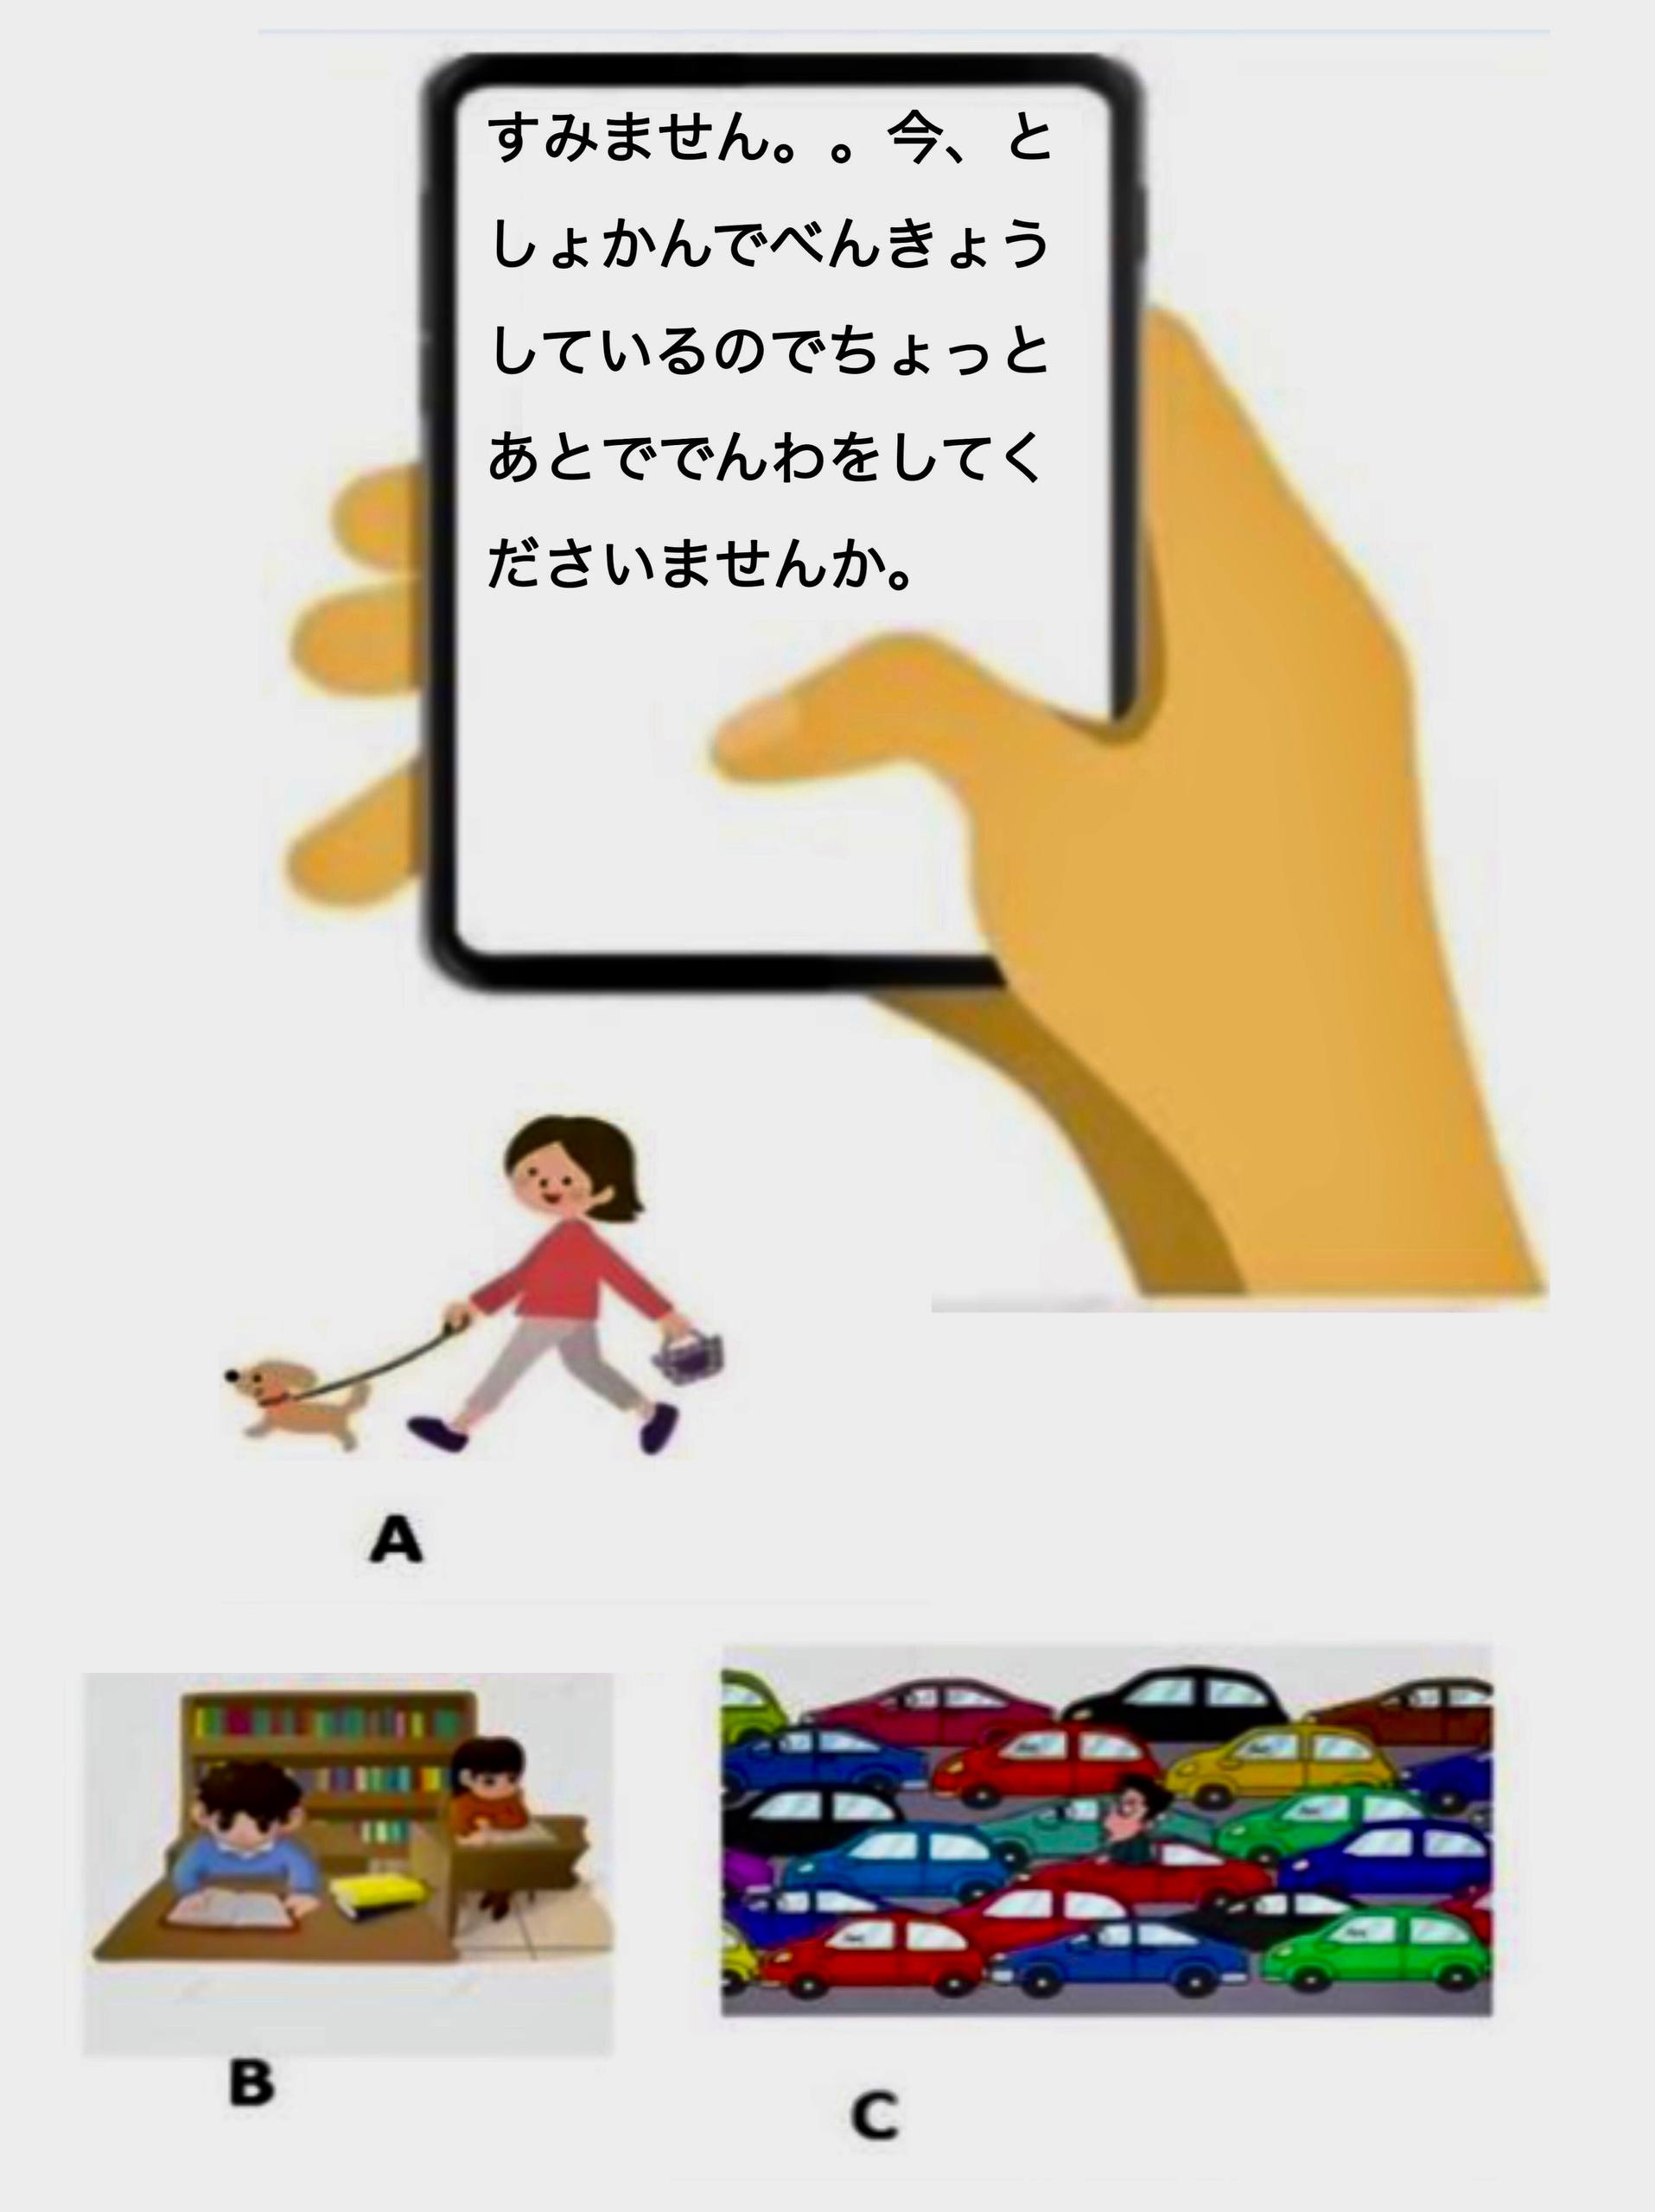 すみません。。今、と
しょかんでべんきょう
しているのでちょっと
あとででんわをしてく
ださいませんか。
A
B
C